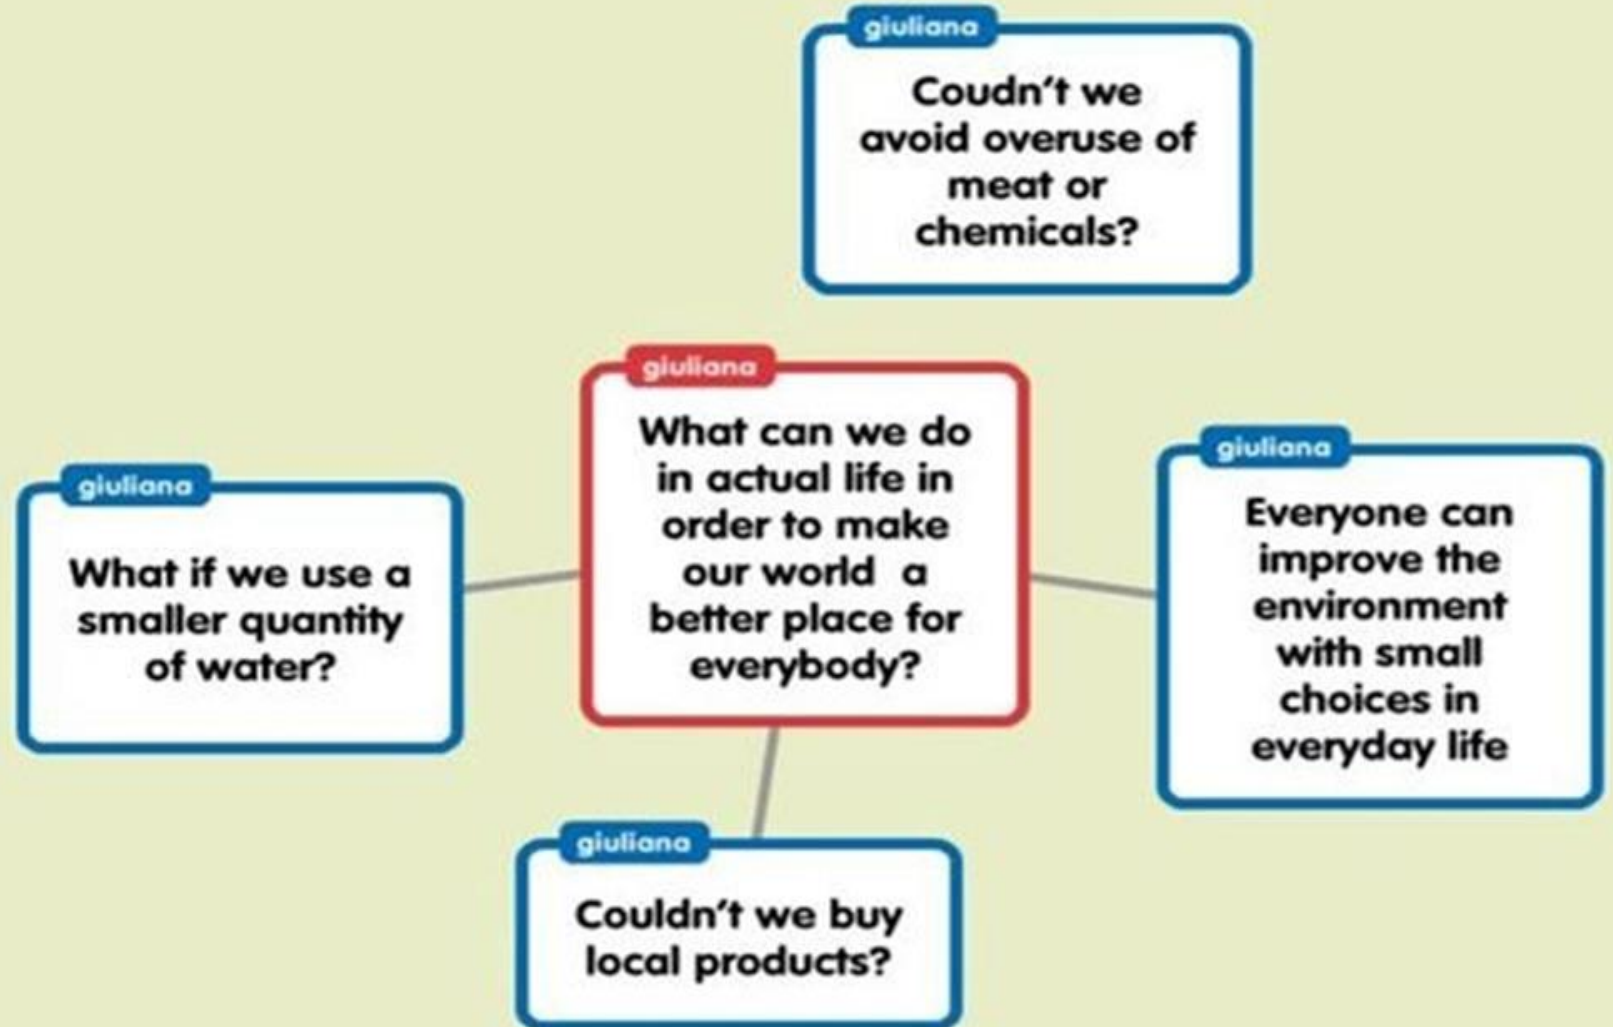 giuliana
Coudn't we
avoid overuse of
meat or
chemicals?
giuliana
What can we do
in actual life in
order to make
our world a
better place for
everybody?
giuliana
What if we use a
smaller quantity
of water?
giuliana
Everyone can
improve the
environment
with small
choices in
everyday life
giuliana
Couldn't we buy
local products?